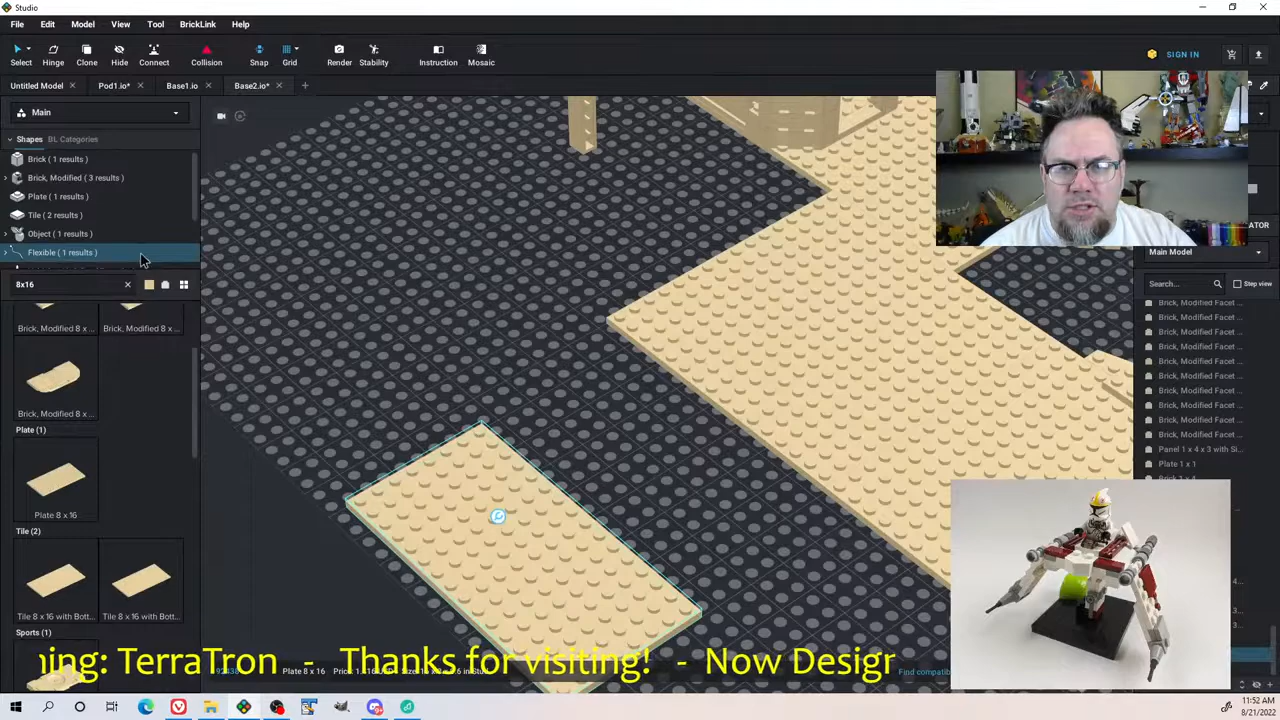 Studio
File Edit Model View Tool BrickLink Help
Select Hinge Clone Hide Connect Collision Snap Grid Render Stability Instruction Mosaic
SIGN IN
Untitled Model Pod1.io* Base1.io Base2.io*
Main
Shapes BL Categories
Brick ( 1 results )
Brick, Modified ( 3 results )
Plate ( 1 results )
Tile ( 2 results )
Object ( 1 results )
Flexible ( 1 results )
8x16
Brick, Modified 8 x ... Brick, Modified 8 x ...
Brick, Modified 8 x ...
Plate (1)
Plate 8 x 16
Tile (2)
Tile 8 x 16 with Bott... Tile 8 x 16 with Bott...
Sports (1)
Main Model
Search... Step view
Brick, Modified Facet ...
Brick, Modified Facet ...
Brick, Modified Facet ...
Brick, Modified Facet ...
Brick, Modified Facet ...
Brick, Modified Facet ...
Brick, Modified Facet ...
Brick, Modified Facet ...
Brick, Modified Facet ...
Brick, Modified Facet ...
Panel 1 x 4 x 3 with Si...
Plate 1 x 1
Plate 8 x 16
Find compatib
TerraTron - Thanks for visiting! - Now Desigr
11:52 AM
8/21/2022